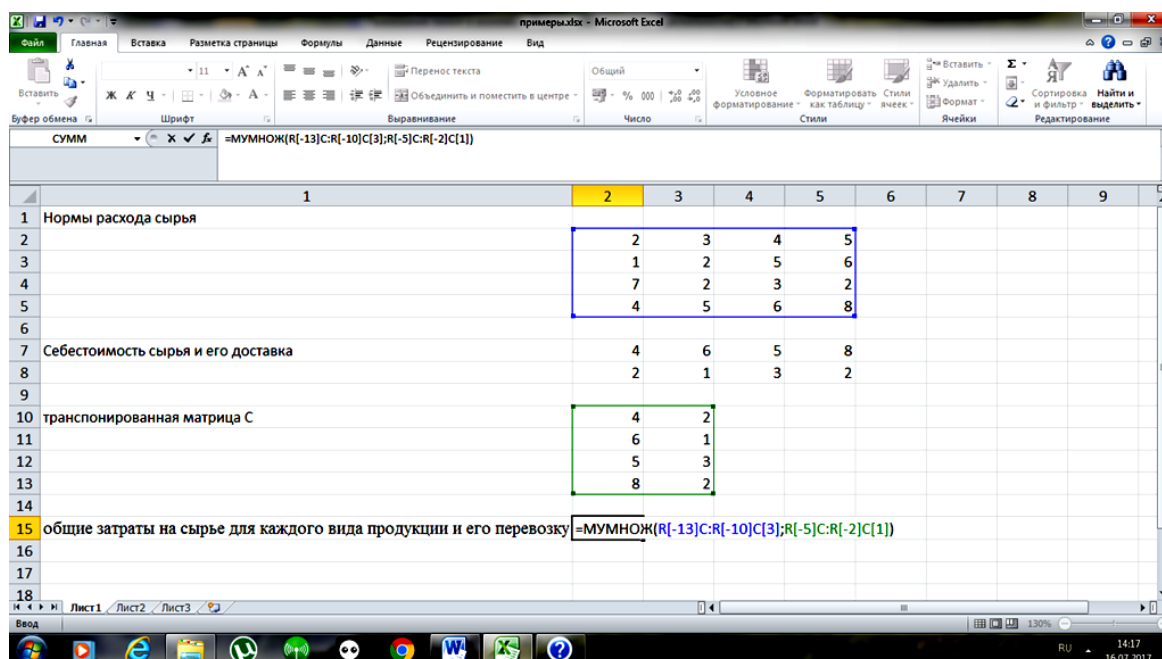 примеры.xlsx - Microsoft Excel
Файл Главная Вставка Разметка страницы Формулы Данные Рецензирование Вид
Вставить
11
Ж К Ч
Перенос текста
Объединить и поместить в центре
Общий
% 000
Условное форматирование
Форматировать как таблицу
Стили ячеек
Вставить
Удалить
Формат
Сортировка и фильтр
Найти и выделить
Буфер обмена Шрифт Выравнивание Число Стили Ячейки Редактирование
СУММ fx =МУМНОЖ(R[-13]C:R[-10]C[3];R[-5]C:R[-2]C[1])
1 2 3 4 5 6 7 8 9
1 Нормы расхода сырья
2 2 3 4 5
3 1 2 5 6
4 7 2 3 2
5 4 5 6 8
6
7 Себестоимость сырья и его доставка 4 6 5 8
8 2 1 3 2
9
10 транспонированная матрица С 4 2
11 6 1
12 5 3
13 8 2
14
15 общие затраты на сырье для каждого вида продукции и его перевозку =МУМНОЖ(R[-13]C:R[-10]C[3];R[-5]C:R[-2]C[1])
16
17
18
Лист1 Лист2 Лист3
Ввод 130%
RU 14:17
16.07.2017